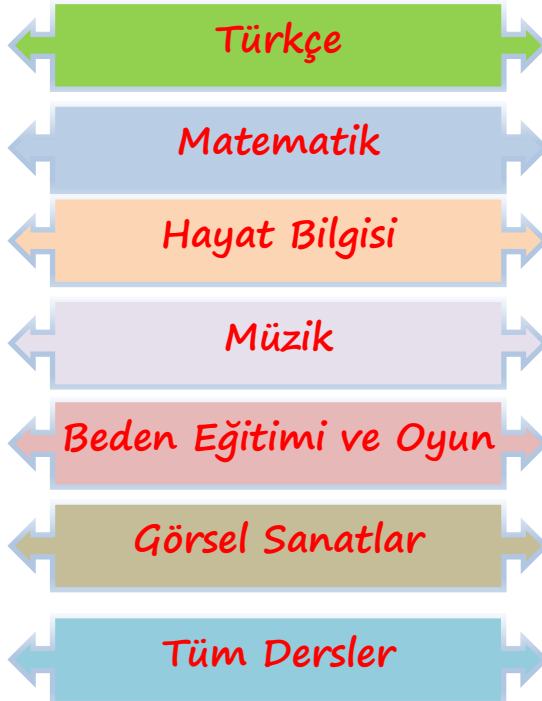 Türkçe
Matematik
Hayat Bilgisi
Müzik
Beden Eğitimi ve Oyun
Görsel Sanatlar
Tüm Dersler